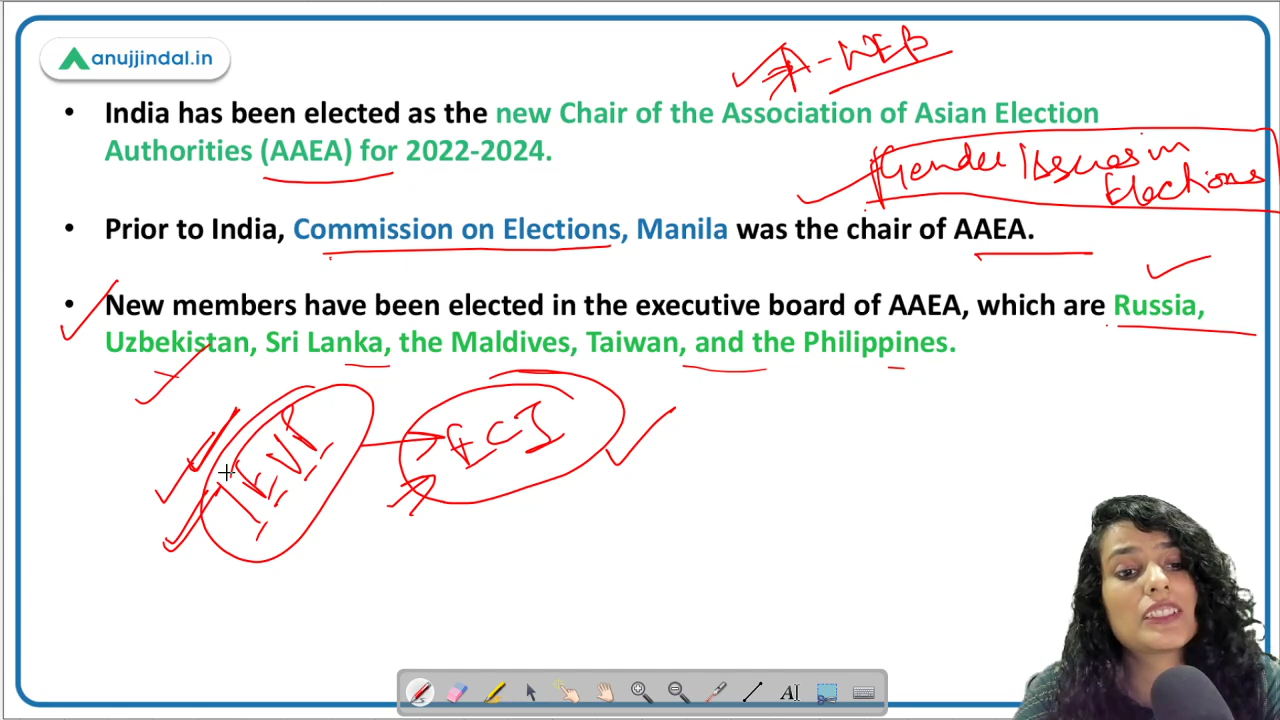 anujjindal.in
A-WEB
• India has been elected as the new Chair of the Association of Asian Election
Authorities (AAEA) for 2022-2024.
Gender Issues in
Elections
• Prior to India, Commission on Elections, Manila was the chair of AAEA.
• New members have been elected in the executive board of AAEA, which are Russia,
Uzbekistan, Sri Lanka, the Maldives, Taiwan, and the Philippines.
IEVP
ECI
AI